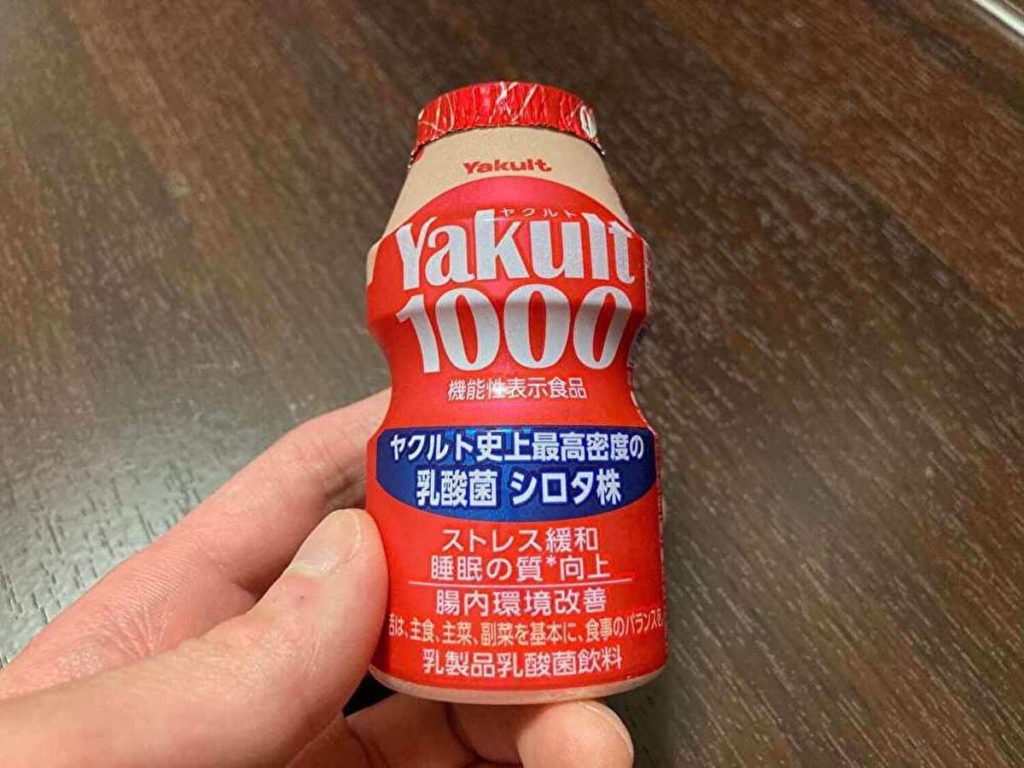 Yakult
ヤクルト
Yakult
1000
機能性表示食品
ヤクルト史上最高密度の
乳酸菌 シロタ株
ストレス緩和
睡眠の質*向上
腸内環境改善
は、主食、主菜、副菜を基本に、食事のバランスを
乳製品乳酸菌飲料